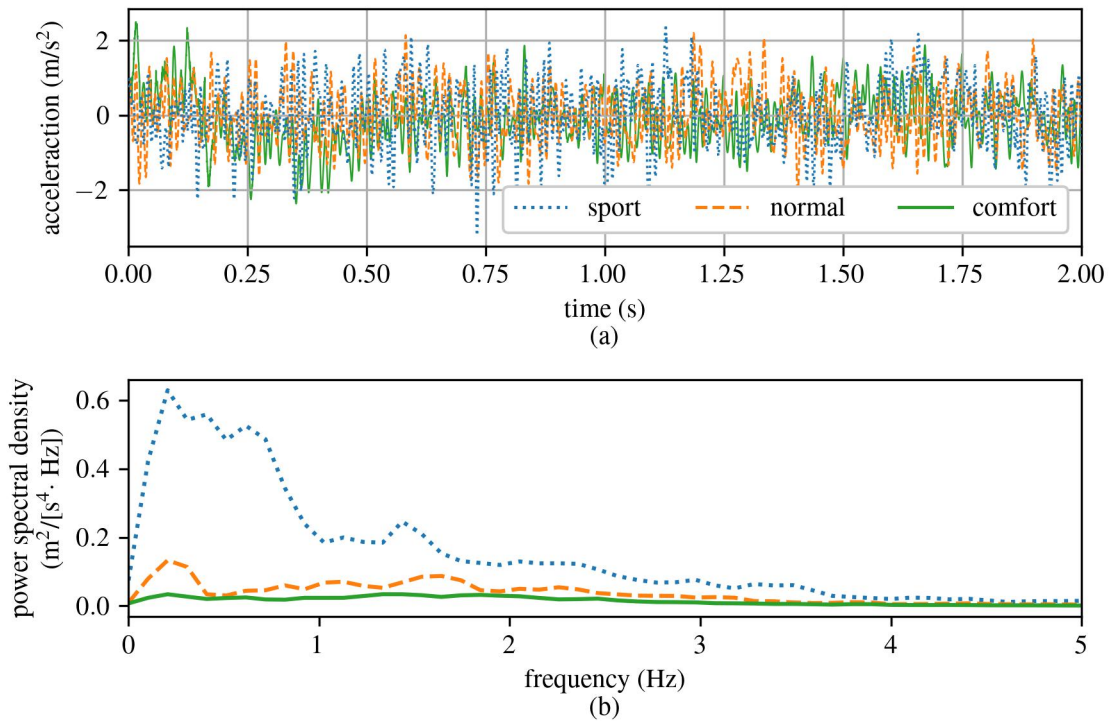 acceleraction (m/s²)
2
0
−2
sport normal comfort
0.00 0.25 0.50 0.75 1.00 1.25 1.50 1.75 2.00
time (s)
(a)
power spectral density
(m²/[s⁴· Hz])
0.6
0.4
0.2
0.0
0 1 2 3 4 5
frequency (Hz)
(b)